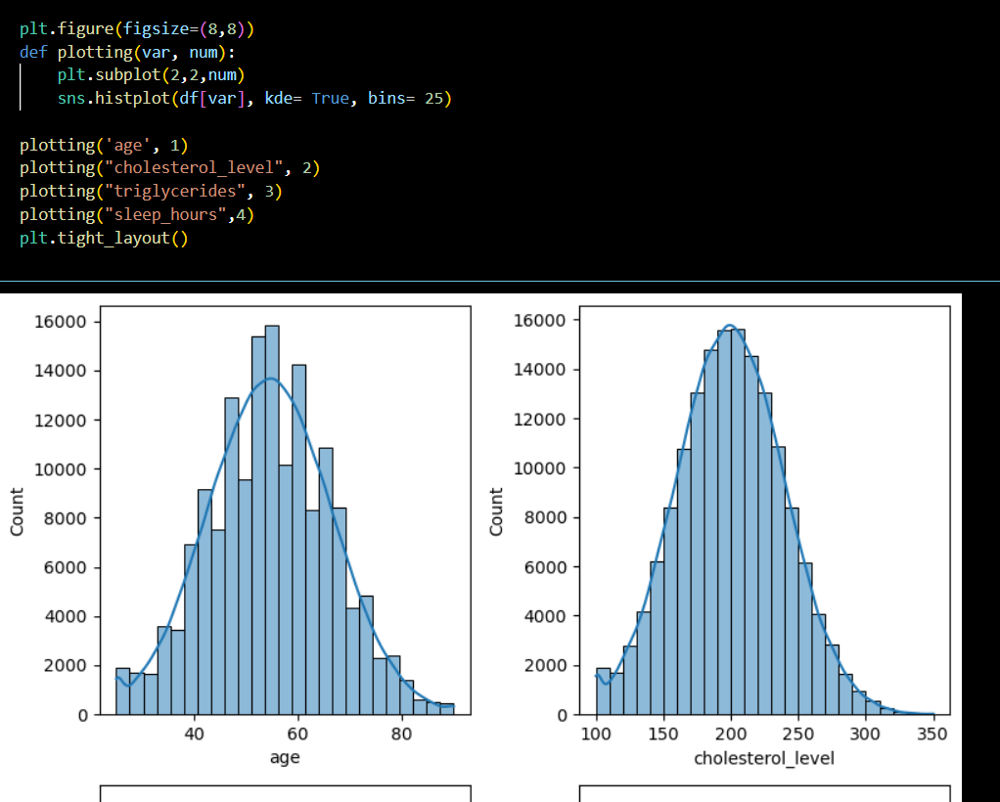 plt.figure(figsize=(8,8))
def plotting(var, num):
    plt.subplot(2,2,num)
    sns.histplot(df[var], kde= True, bins= 25)
plotting('age', 1)
plotting("cholesterol_level", 2)
plotting("triglycerides", 3)
plotting("sleep_hours",4)
plt.tight_layout()
16000
14000
12000
10000
8000
6000
4000
2000
0
Count
40 60 80
age
16000
14000
12000
10000
8000
6000
4000
2000
0
Count
100 150 200 250 300 350
cholesterol_level